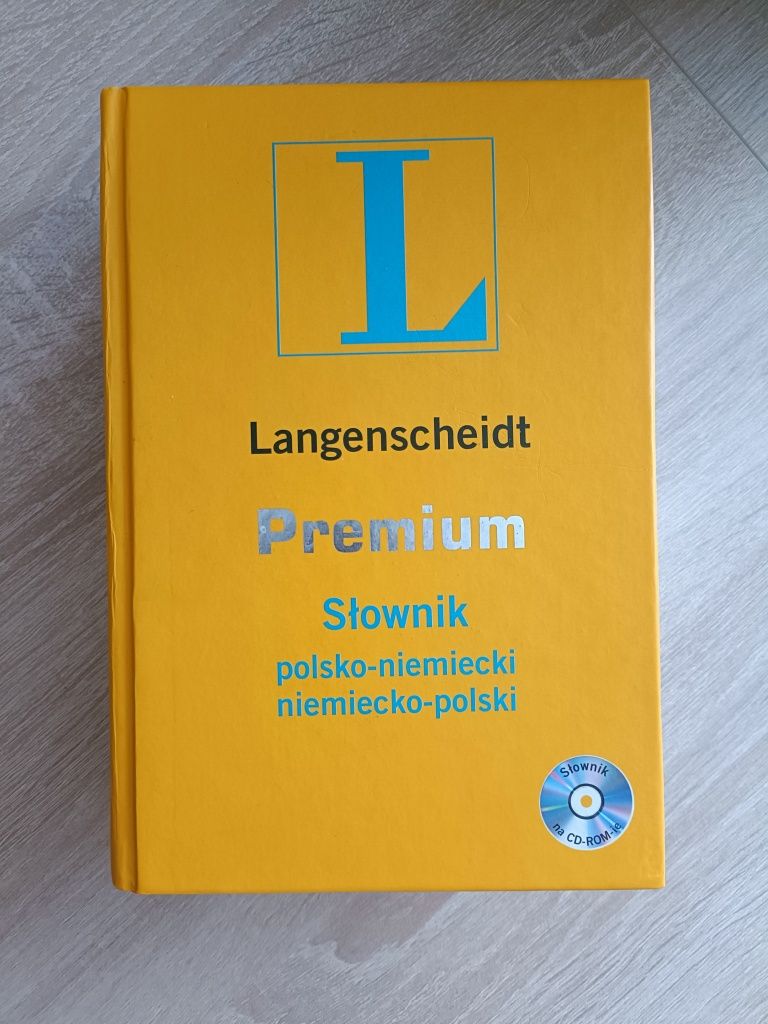 L
Langenscheidt
Premium
Słownik
polsko-niemiecki
niemiecko-polski
Słownik
na CD-ROM-ie